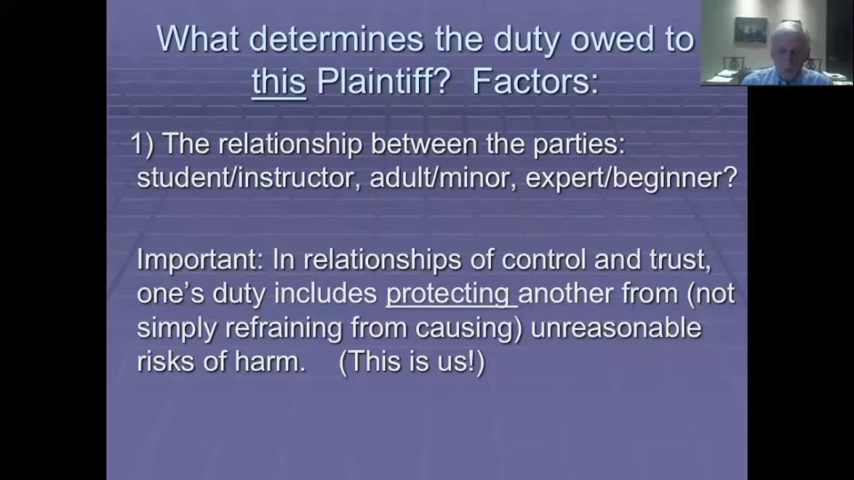 What determines the duty owed to
this Plaintiff? Factors:
1) The relationship between the parties:
student/instructor, adult/minor, expert/beginner?
Important: In relationships of control and trust,
one's duty includes protecting another from (not
simply refraining from causing) unreasonable
risks of harm. (This is us!)